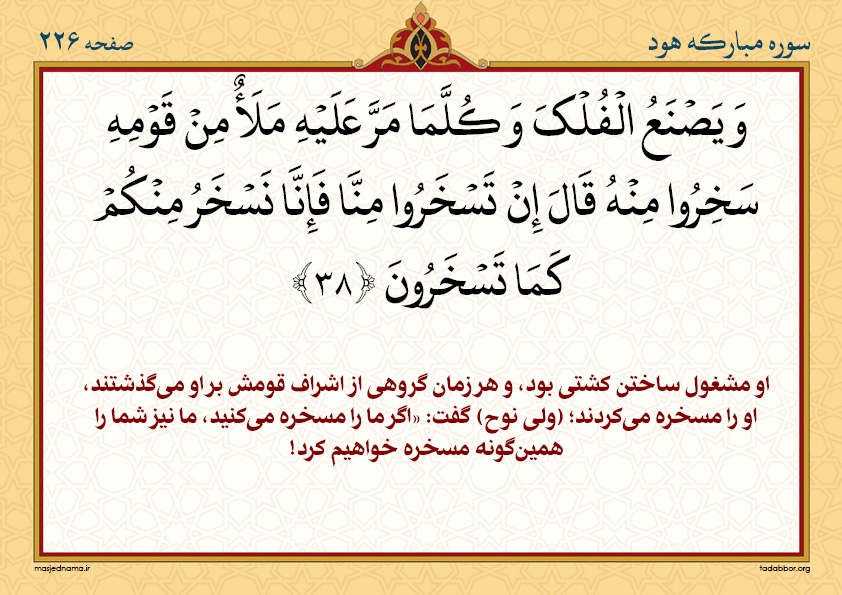 سوره مبارکه هود
صفحه ۲۲۶
وَ يَصْنَعُ الْفُلْکَ وَ کُلَّمَا مَرَّ عَلَيْهِ مَلَأٌ مِنْ قَوْمِهِ
سَخِرُوا مِنْهُ قَالَ إِنْ تَسْخَرُوا مِنَّا فَإِنَّا نَسْخَرُ مِنْکُمْ
کَمَا تَسْخَرُونَ ﴿۳۸﴾
او مشغول ساختن کشتی بود، و هر زمان گروهی از اشراف قومش بر او می‌گذشتند،
او را مسخره می‌کردند؛ (ولی نوح) گفت: «اگر ما را مسخره می‌کنید، ما نیز شما را
همین‌گونه مسخره خواهیم کرد!
masjednama.ir
tadabbor.org